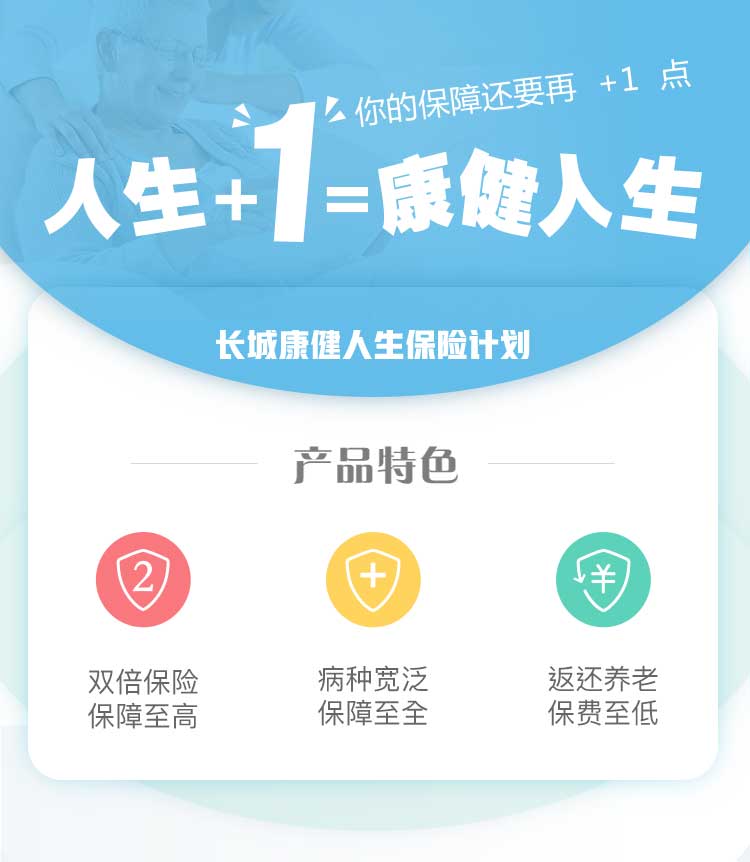 你的保障还要再 +1 点
人生+1=康健人生
长城康健人生保险计划
产品特色
2
双倍保险
保障至高
病种宽泛
保障至全
¥
返还养老
保费至低